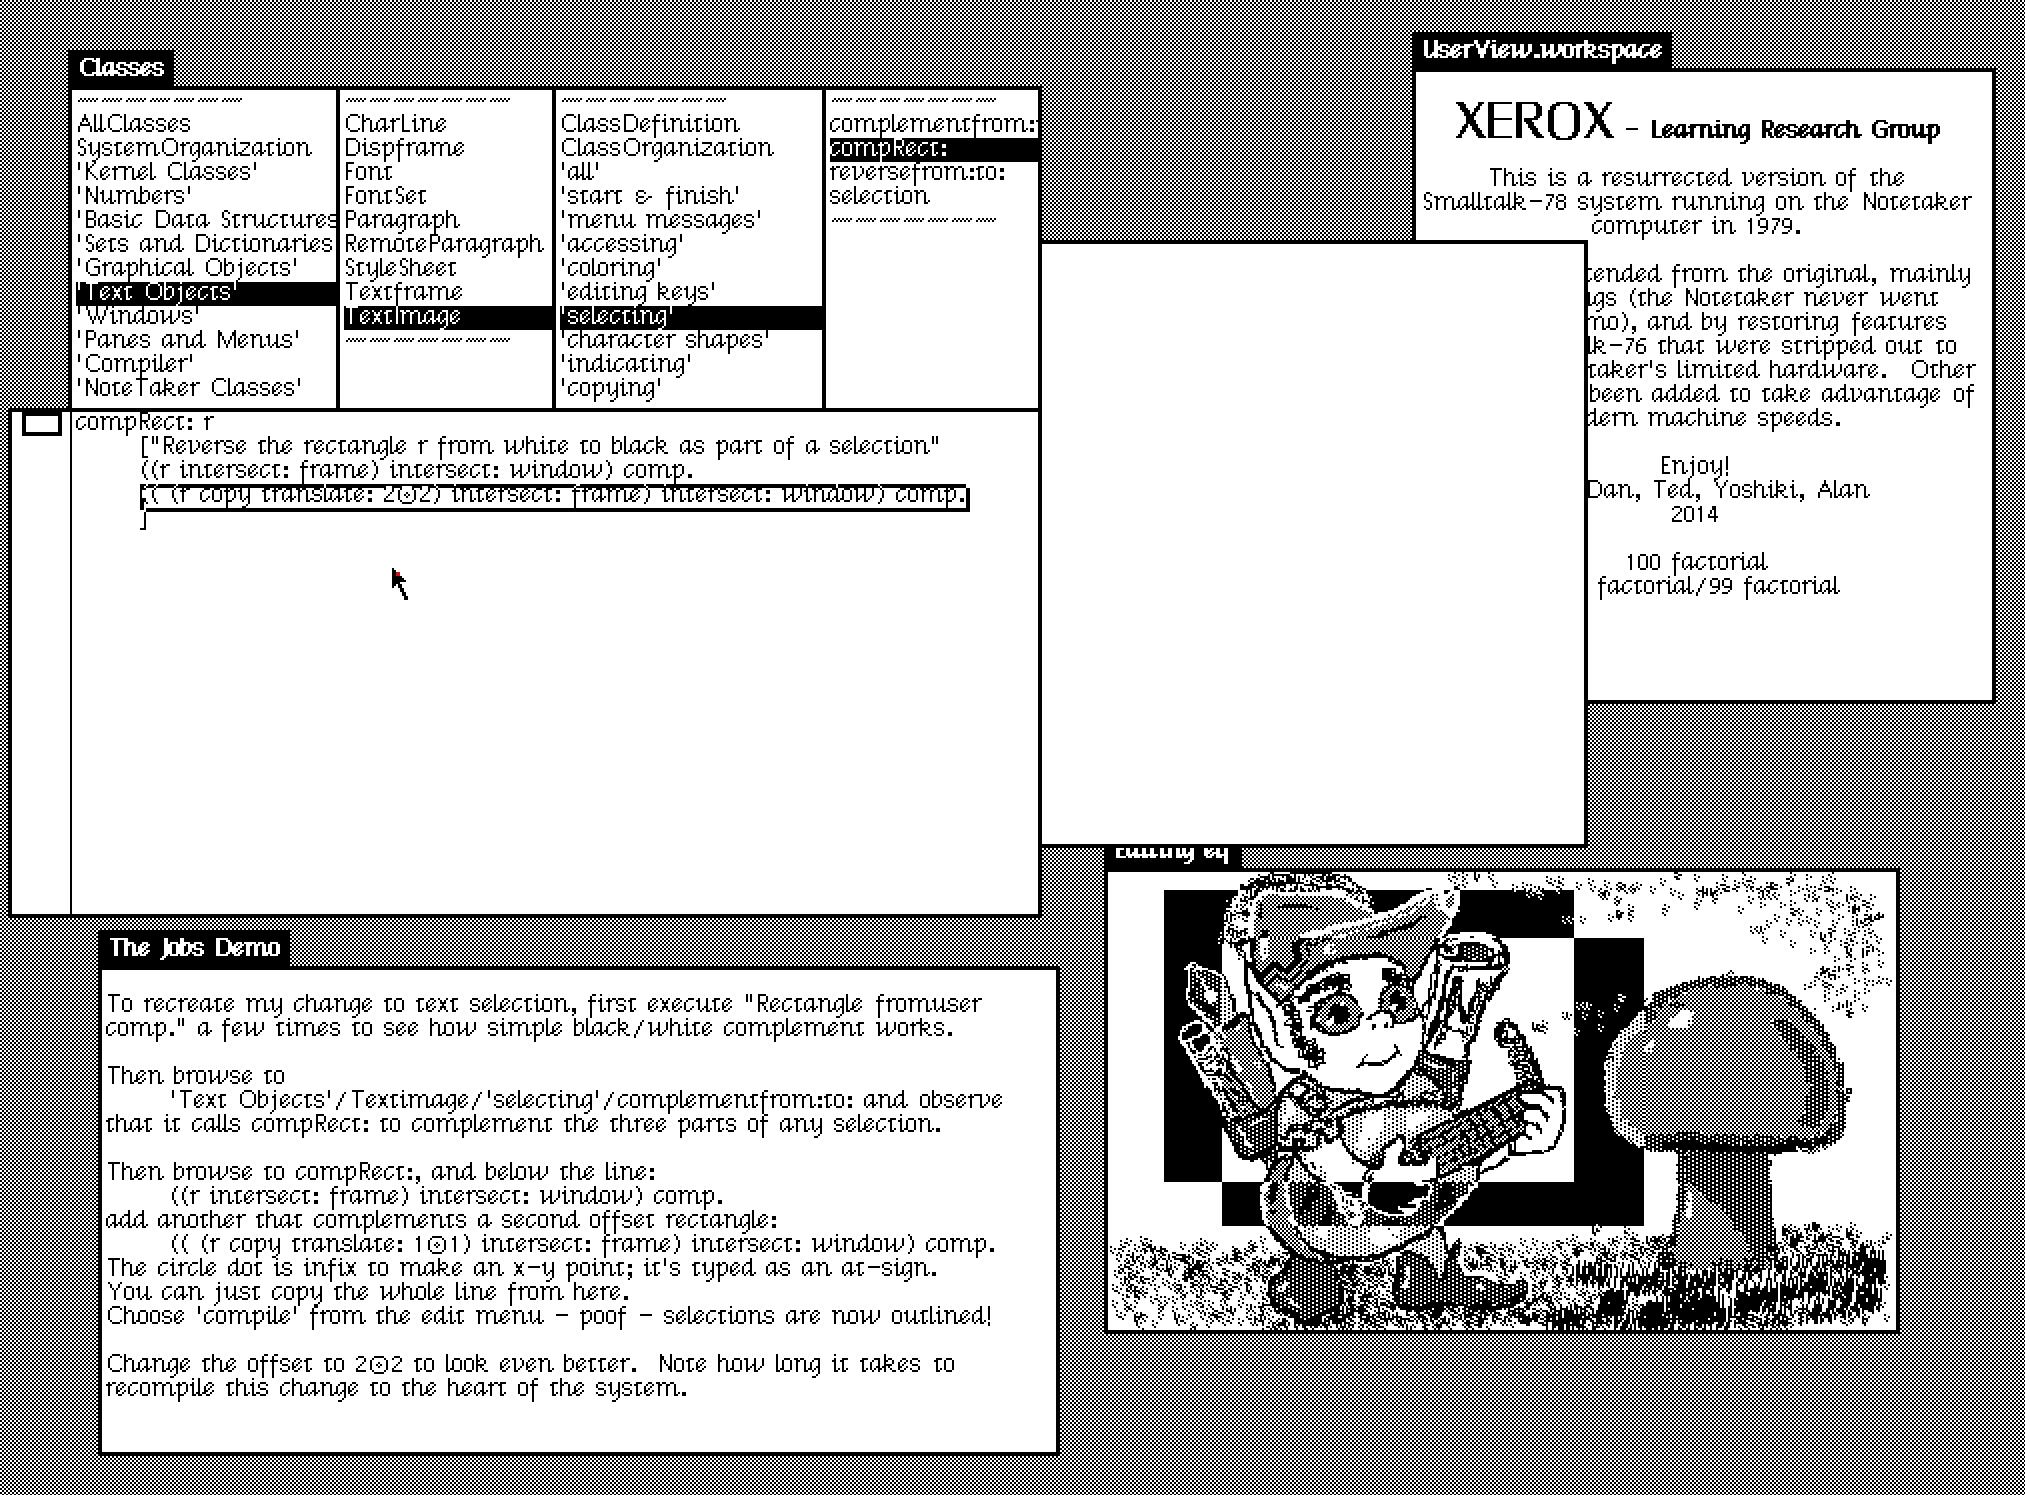 Classes
AllClasses
SystemOrganization
'Kernel Classes'
'Numbers'
'Basic Data Structures
'Sets and Dictionaries
'Graphical Objects'
'Text Objects'
'Windows'
'Panes and Menus'
'Compiler'
'NoteTaker Classes'
CharLine
Dispframe
Font
FontSet
Paragraph
RemoteParagraph
StyleSheet
Textframe
TextImage
ClassDefinition
ClassOrganization
'all'
'start & finish'
'menu messages'
'accessing'
'coloring'
'editing keys'
'selecting'
'character shapes'
'indicating'
'copying'
complementfrom:
compRect:
reversefrom:to:
selection
compRect: r
["Reverse the rectangle r from white to black as part of a selection"
((r intersect: frame) intersect: window) comp.
(( (r copy translate: 2⊙2) intersect: frame) intersect: window) comp.
]
UserView.workspace
XEROX - Learning Research Group
This is a resurrected version of the
Smalltalk-78 system running on the Notetaker
computer in 1979.
tended from the original, mainly
gs (the Notetaker never went
mo), and by restoring features
lk-76 that were stripped out to
taker's limited hardware.  Other
been added to take advantage of
dern machine speeds.
Enjoy!
Dan, Ted, Yoshiki, Alan
2014
100 factorial
factorial/99 factorial
The Jobs Demo
To recreate my change to text selection, first execute "Rectangle fromuser
comp." a few times to see how simple black/white complement works.
Then browse to
'Text Objects'/Textimage/'selecting'/complementfrom:to: and observe
that it calls compRect: to complement the three parts of any selection.
Then browse to compRect:, and below the line:
((r intersect: frame) intersect: window) comp.
add another that complements a second offset rectangle:
(( (r copy translate: 1⊙1) intersect: frame) intersect: window) comp.
The circle dot is infix to make an x-y point; it's typed as an at-sign.
You can just copy the whole line from here.
Choose 'compile' from the edit menu - poof - selections are now outlined!
Change the offset to 2⊙2 to look even better.  Note how long it takes to
recompile this change to the heart of the system.